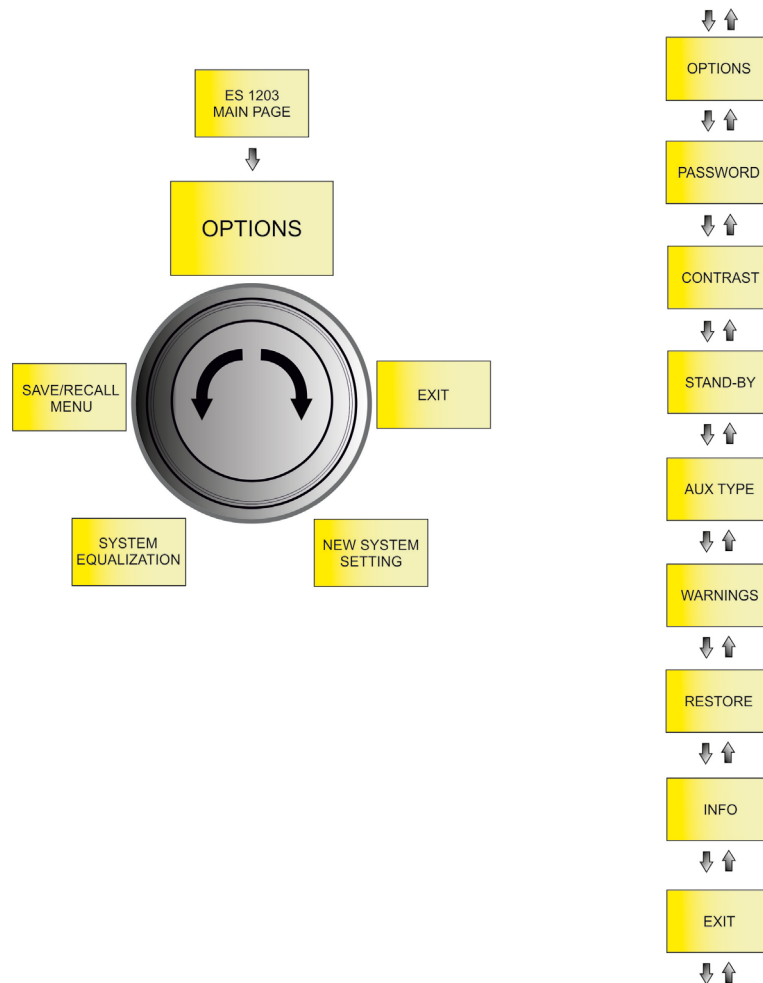 ES 1203
MAIN PAGE
OPTIONS
SAVE/RECALL
MENU
EXIT
SYSTEM
EQUALIZATION
NEW SYSTEM
SETTING
OPTIONS
PASSWORD
CONTRAST
STAND-BY
AUX TYPE
WARNINGS
RESTORE
INFO
EXIT